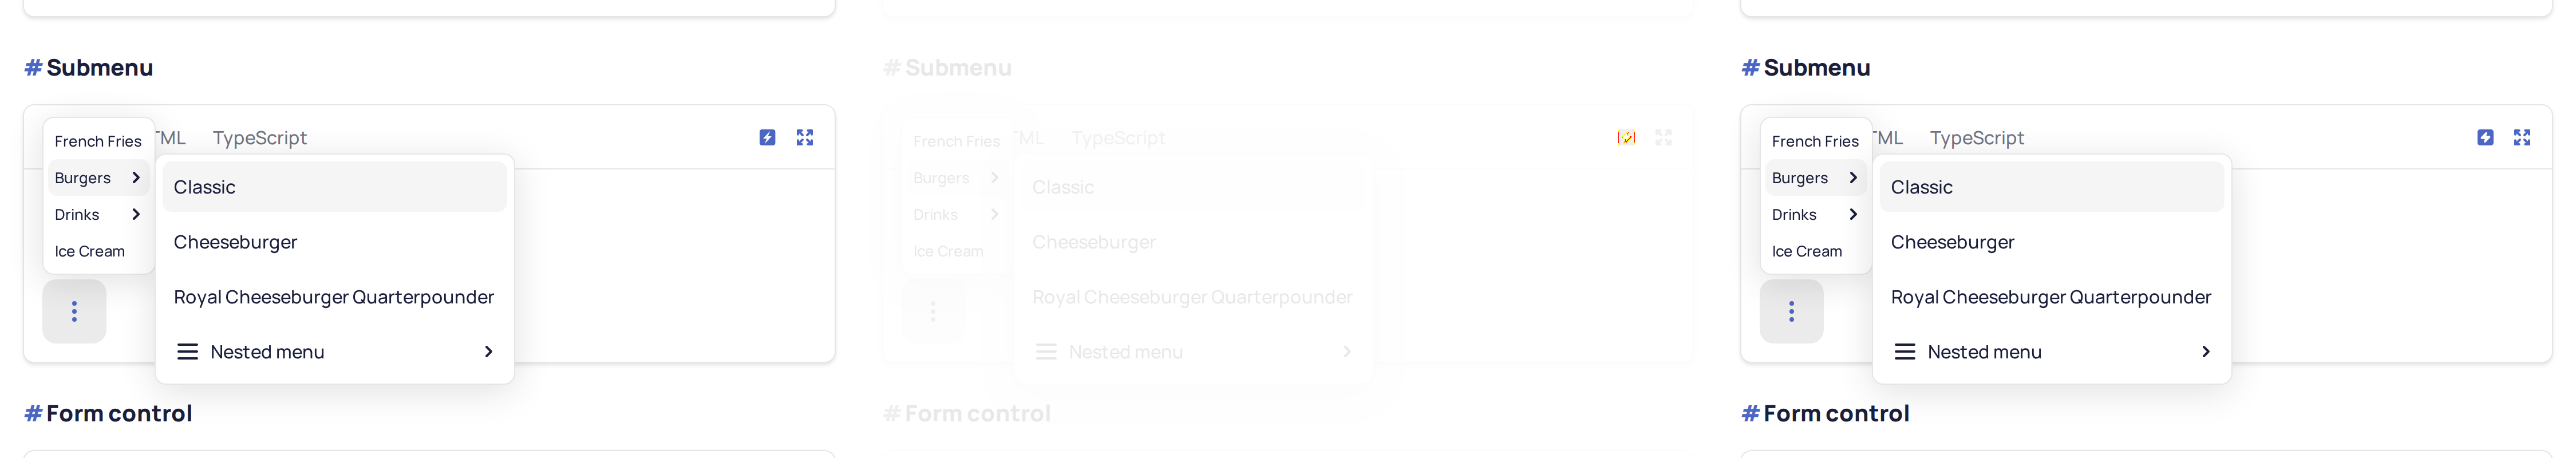 # Submenu
French Fries
TML TypeScript
Burgers
Drinks
Ice Cream
Classic
Cheeseburger
Royal Cheeseburger Quarterpounder
Nested menu
# Form control
# Submenu
French Fries
TML TypeScript
Burgers
Drinks
Ice Cream
Classic
Cheeseburger
Royal Cheeseburger Quarterpounder
Nested menu
# Form control
# Submenu
French Fries
TML TypeScript
Burgers
Drinks
Ice Cream
Classic
Cheeseburger
Royal Cheeseburger Quarterpounder
Nested menu
# Form control